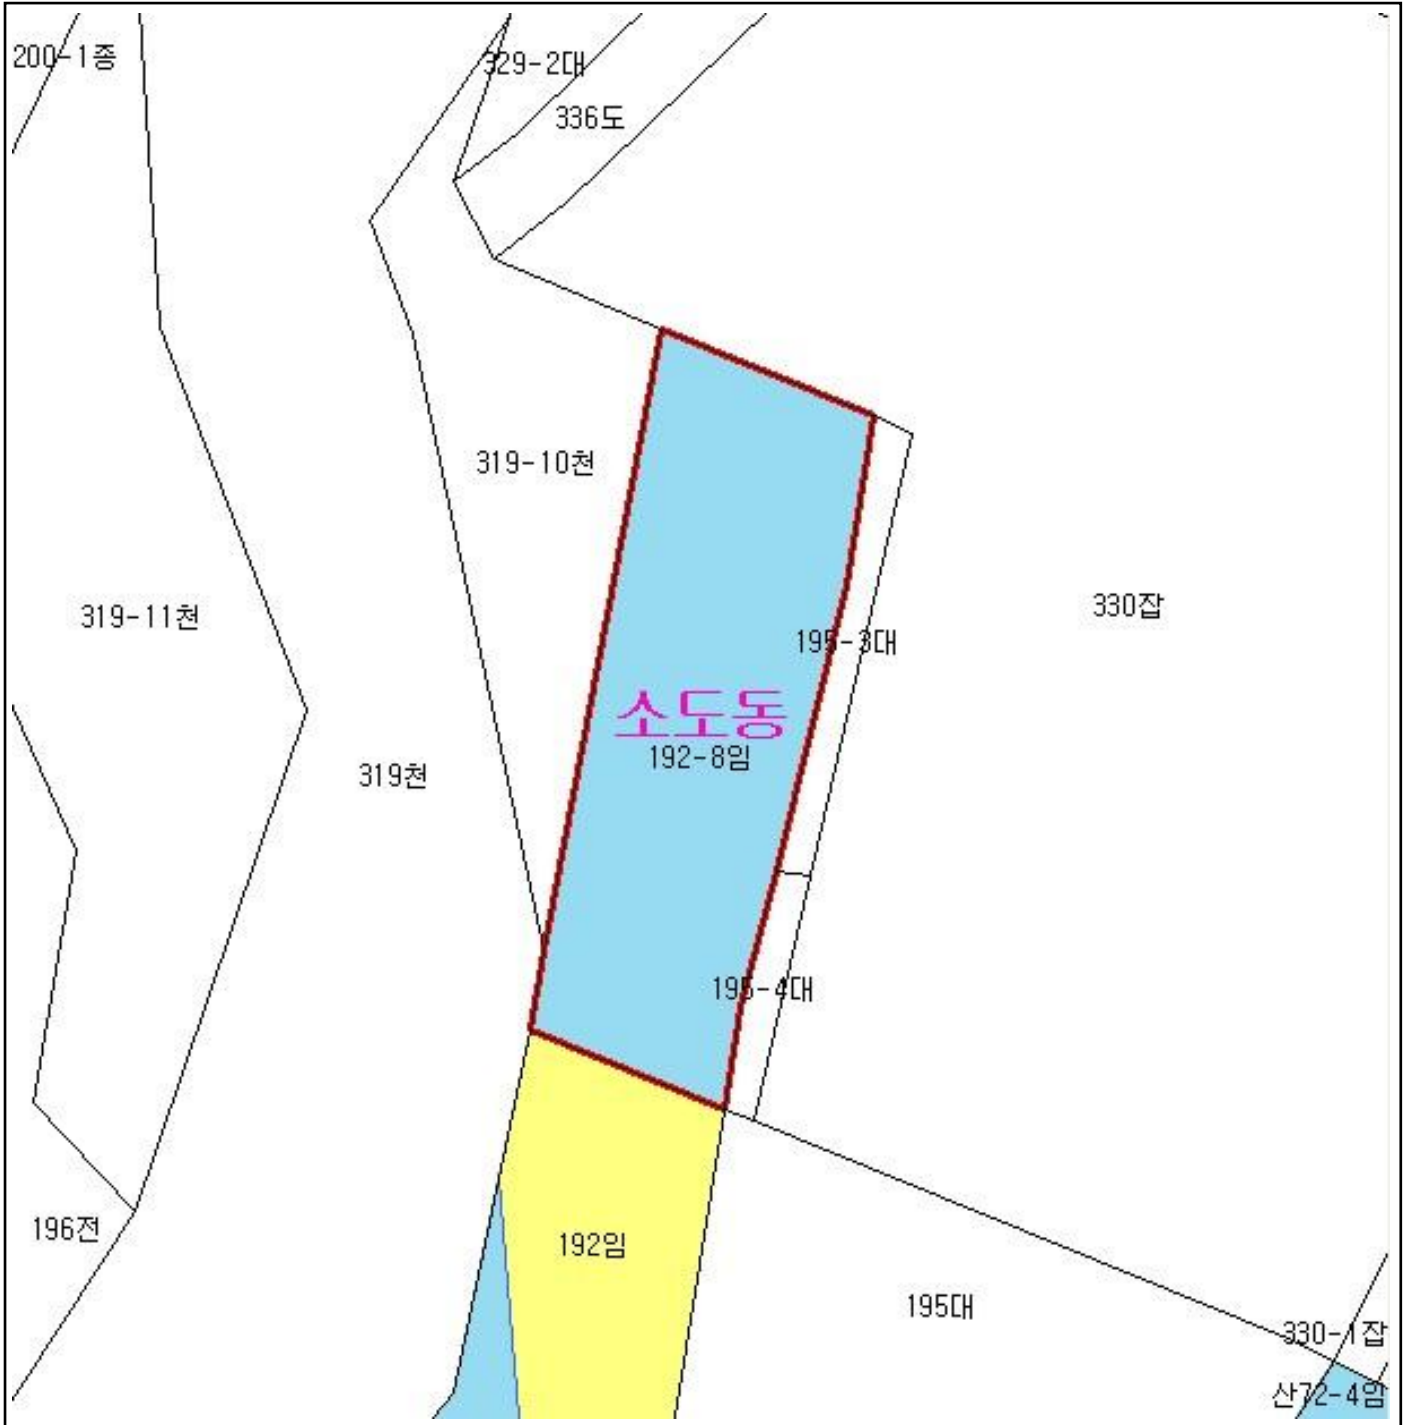 200-1종
329-2대
336도
319-10천
330잡
319-11천
195-3대
소도동
192-8임
319천
195-4대
196전
192임
195대
330-1잡
산72-4임